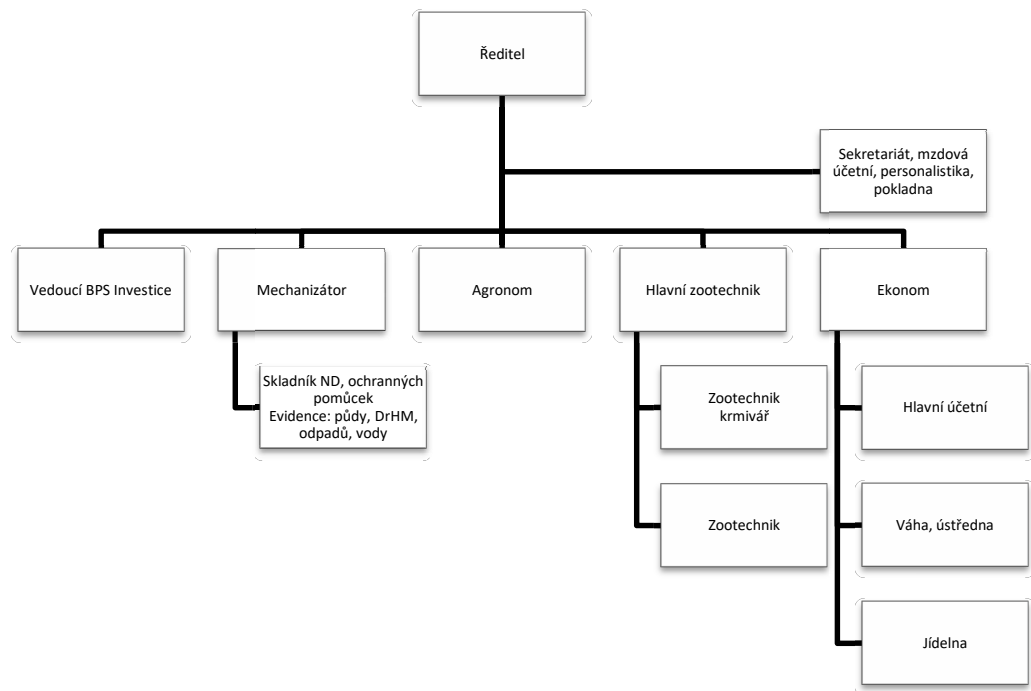 Ředitel
Sekretariát, mzdová
účetní, personalistika,
pokladna
Vedoucí BPS Investice
Mechanizátor
Agronom
Hlavní zootechnik
Ekonom
Skladník ND, ochranných
pomůcek
Evidence: půdy, DrHM,
odpadů, vody
Zootechnik
krmivář
Hlavní účetní
Zootechnik
Váha, ústředna
Jídelna